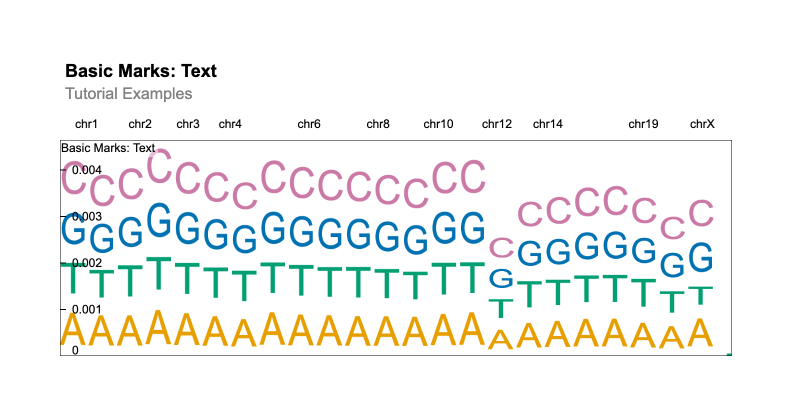 Basic Marks: Text
Tutorial Examples
chr1 chr2 chr3 chr4 chr6 chr8 chr10 chr12 chr14 chr19 chrX
Basic Marks: Text
0.004
C C C C C C C C C C C C C C C C C C C C C C C
0.003
G G G G G G G G G G G G G G G G G G G G G G G
0.002
T T T T T T T T T T T T T T T T T T T T T T T
0.001
A A A A A A A A A A A A A A A A A A A A A A A
0